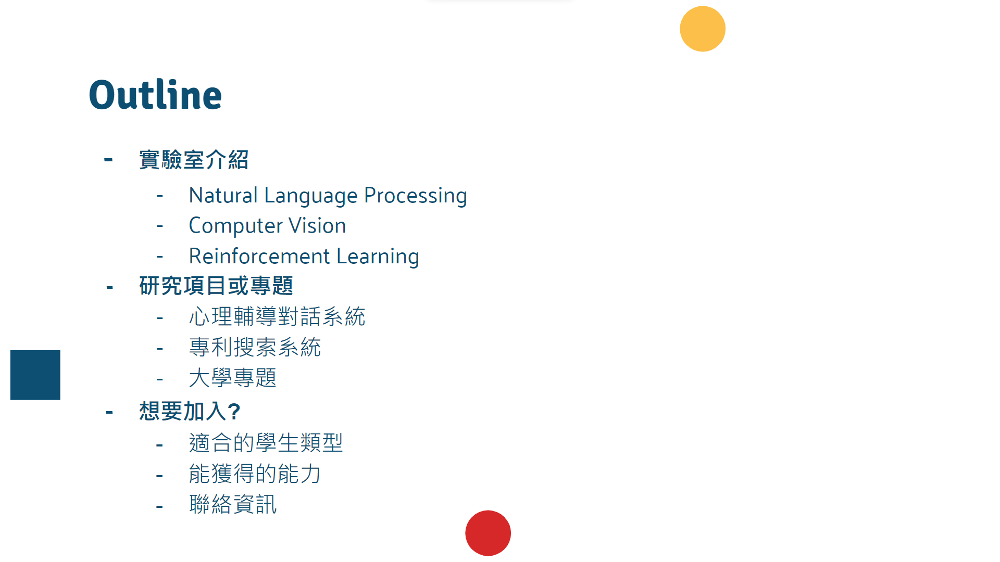 Outline
- 實驗室介紹
- Natural Language Processing
- Computer Vision
- Reinforcement Learning
- 研究項目或專題
- 心理輔導對話系統
- 專利搜索系統
- 大學專題
- 想要加入?
- 適合的學生類型
- 能獲得的能力
- 聯絡資訊